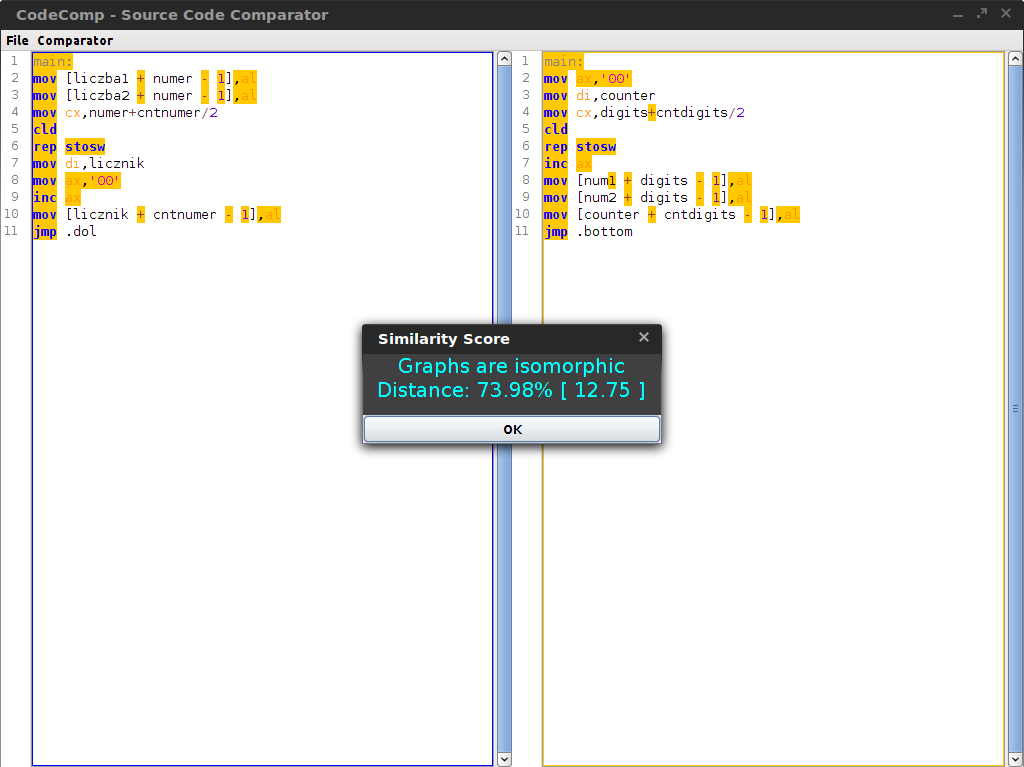 CodeComp - Source Code Comparator
File Comparator
1 main:
2 mov [liczba1 + numer - 1],al
3 mov [liczba2 + numer - 1],al
4 mov cx,numer+cntnumer/2
5 cld
6 rep stosw
7 mov di,licznik
8 mov ax,'00'
9 inc ax
10 mov [licznik + cntnumer - 1],al
11 jmp .dol
1 main:
2 mov ax,'00'
3 mov di,counter
4 mov cx,digits+cntdigits/2
5 cld
6 rep stosw
7 inc ax
8 mov [num1 + digits - 1],al
9 mov [num2 + digits - 1],al
10 mov [counter + cntdigits - 1],al
11 jmp .bottom
Similarity Score
Graphs are isomorphic
Distance: 73.98% [ 12.75 ]
OK